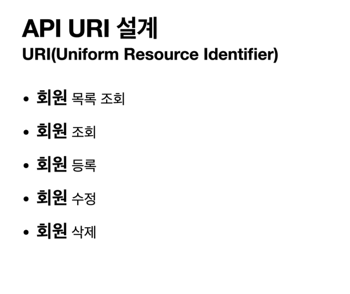 API URI 설계
URI(Uniform Resource Identifier)
• 회원 목록 조회
• 회원 조회
• 회원 등록
• 회원 수정
• 회원 삭제